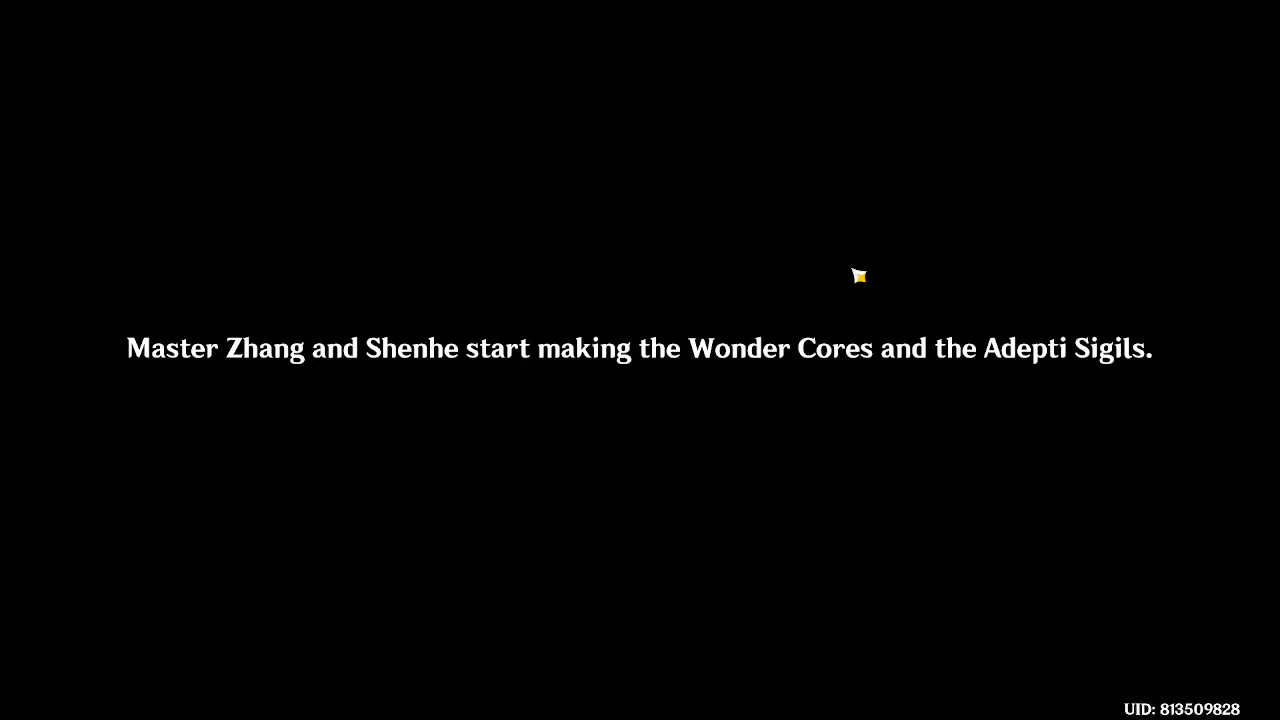 Master Zhang and Shenhe start making the Wonder Cores and the Adepti Sigils.
UID: 813509828